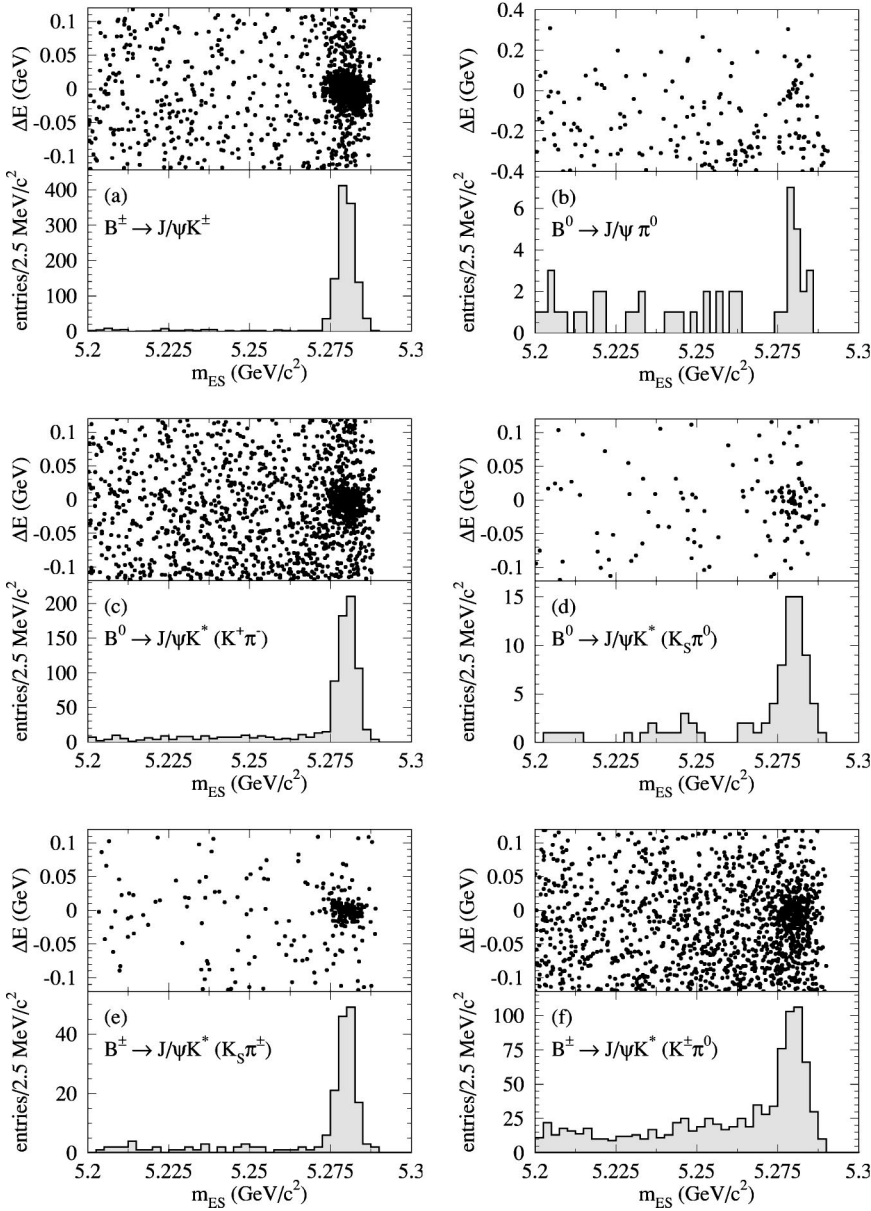 0.1
0.05
0
-0.05
-0.1
ΔE (GeV)
400
300
200
100
0
entries/2.5 MeV/c²
(a)
B± → J/ψK±
5.2 5.225 5.25 5.275 5.3
m_ES (GeV/c²)
0.4
0.2
0
-0.2
-0.4
ΔE (GeV)
6
4
2
0
entries/2.5 MeV/c²
(b)
B⁰ → J/ψ π⁰
5.2 5.225 5.25 5.275 5.3
m_ES (GeV/c²)
0.1
0.05
0
-0.05
-0.1
ΔE (GeV)
200
150
100
50
0
entries/2.5 MeV/c²
(c)
B⁰ → J/ψK* (K⁺π⁻)
5.2 5.225 5.25 5.275 5.3
m_ES (GeV/c²)
0.1
0.05
0
-0.05
-0.1
ΔE (GeV)
15
10
5
0
entries/2.5 MeV/c²
(d)
B⁰ → J/ψK* (K_Sπ⁰)
5.2 5.225 5.25 5.275 5.3
m_ES (GeV/c²)
0.1
0.05
0
-0.05
-0.1
ΔE (GeV)
40
20
0
entries/2.5 MeV/c²
(e)
B± → J/ψK* (K_Sπ±)
5.2 5.225 5.25 5.275 5.3
m_ES (GeV/c²)
0.1
0.05
0
-0.05
-0.1
ΔE (GeV)
100
75
50
25
0
entries/2.5 MeV/c²
(f)
B± → J/ψK* (K±π⁰)
5.2 5.225 5.25 5.275 5.3
m_ES (GeV/c²)